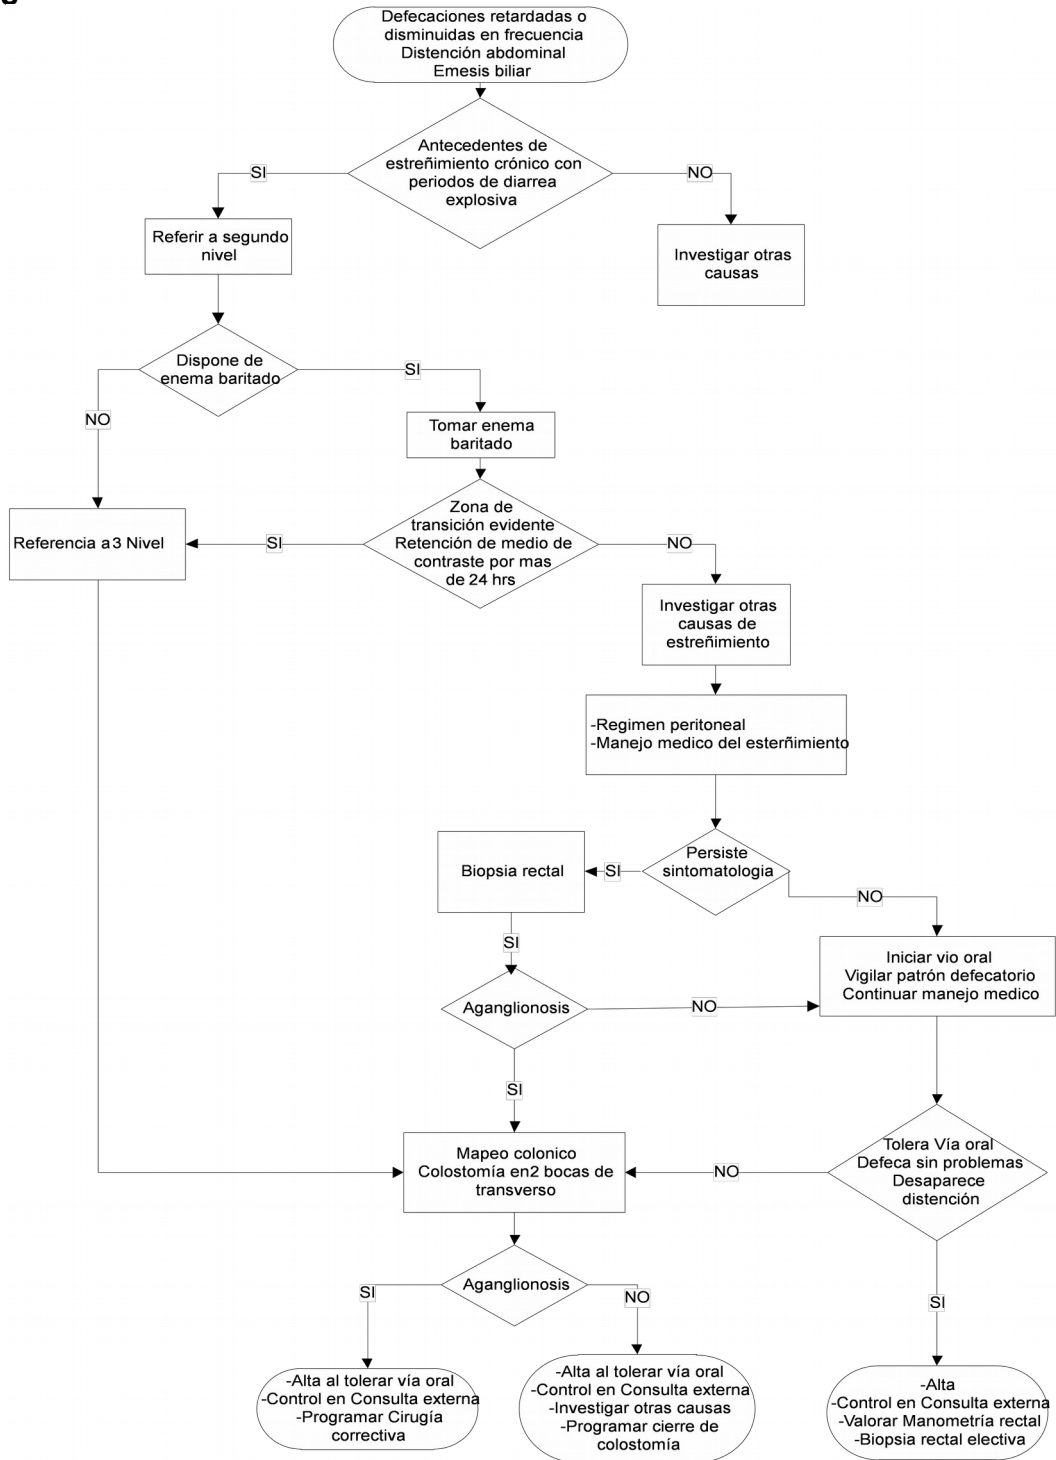 Defecaciones retardadas o
disminuidas en frecuencia
Distención abdominal
Emesis biliar
Antecedentes de
estreñimiento crónico con
periodos de diarrea
explosiva
SI
NO
Referir a segundo
nivel
Investigar otras
causas
Dispone de
enema baritado
SI
NO
Tomar enema
baritado
Zona de
transición evidente
Retención de medio de
contraste por mas
de 24 hrs
Referencia a3 Nivel
SI
NO
Investigar otras
causas de
estreñimiento
-Regimen peritoneal
-Manejo medico del esterñimiento
Persiste
sintomatologia
Biopsia rectal
SI
NO
SI
Iniciar vio oral
Vigilar patrón defecatorio
Continuar manejo medico
Aganglionosis
NO
SI
Mapeo colonico
Colostomía en2 bocas de
transverso
NO
Tolera Vía oral
Defeca sin problemas
Desaparece
distención
Aganglionosis
SI
NO
SI
-Alta al tolerar vía oral
-Control en Consulta externa
-Programar Cirugía
correctiva
-Alta al tolerar vía oral
-Control en Consulta externa
-Investigar otras causas
-Programar cierre de
colostomía
-Alta
-Control en Consulta externa
-Valorar Manometría rectal
-Biopsia rectal electiva